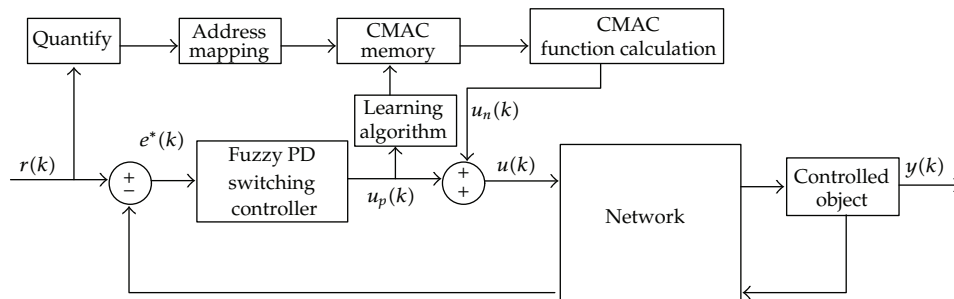 Quantify
Address
mapping
CMAC
memory
CMAC
function calculation
Learning
algorithm
u_n(k)
r(k)
e*(k)
+
−
Fuzzy PD
switching
controller
u_p(k)
+
+
u(k)
Network
Controlled
object
y(k)